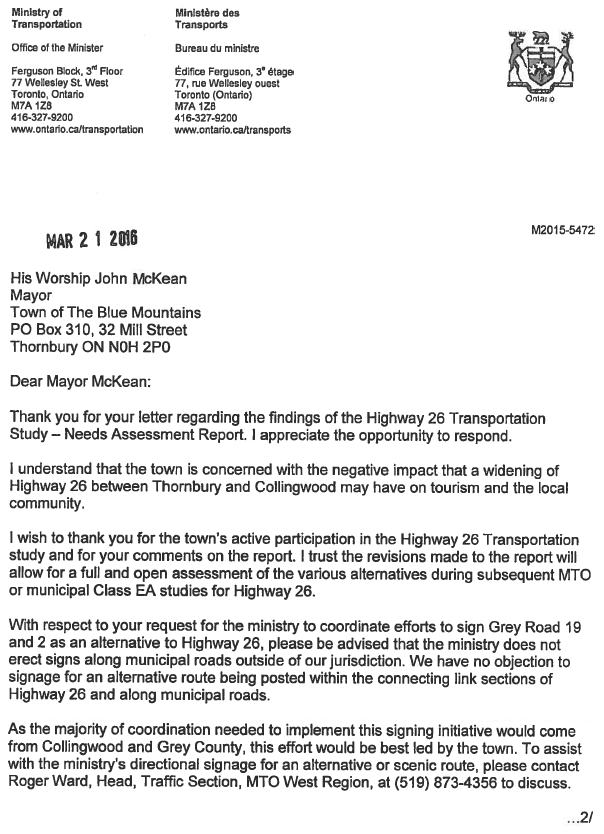 Ministry of
Transportation
Office of the Minister
Ferguson Block, 3rd Floor
77 Wellesley St. West
Toronto, Ontario
M7A 1Z8
416-327-9200
www.ontario.ca/transportation
Ministère des
Transports
Bureau du ministre
Édifice Ferguson, 3e étage
77, rue Wellesley ouest
Toronto (Ontario)
M7A 1Z8
416-327-9200
www.ontario.ca/transports
Ontario
MAR 21 2016
M2015-5472
His Worship John McKean
Mayor
Town of The Blue Mountains
PO Box 310, 32 Mill Street
Thornbury ON N0H 2P0
Dear Mayor McKean:
Thank you for your letter regarding the findings of the Highway 26 Transportation
Study – Needs Assessment Report. I appreciate the opportunity to respond.
I understand that the town is concerned with the negative impact that a widening of
Highway 26 between Thornbury and Collingwood may have on tourism and the local
community.
I wish to thank you for the town's active participation in the Highway 26 Transportation
study and for your comments on the report. I trust the revisions made to the report will
allow for a full and open assessment of the various alternatives during subsequent MTO
or municipal Class EA studies for Highway 26.
With respect to your request for the ministry to coordinate efforts to sign Grey Road 19
and 2 as an alternative to Highway 26, please be advised that the ministry does not
erect signs along municipal roads outside of our jurisdiction. We have no objection to
signage for an alternative route being posted within the connecting link sections of
Highway 26 and along municipal roads.
As the majority of coordination needed to implement this signing initiative would come
from Collingwood and Grey County, this effort would be best led by the town. To assist
with the ministry's directional signage for an alternative or scenic route, please contact
Roger Ward, Head, Traffic Section, MTO West Region, at (519) 873-4356 to discuss.
...2/